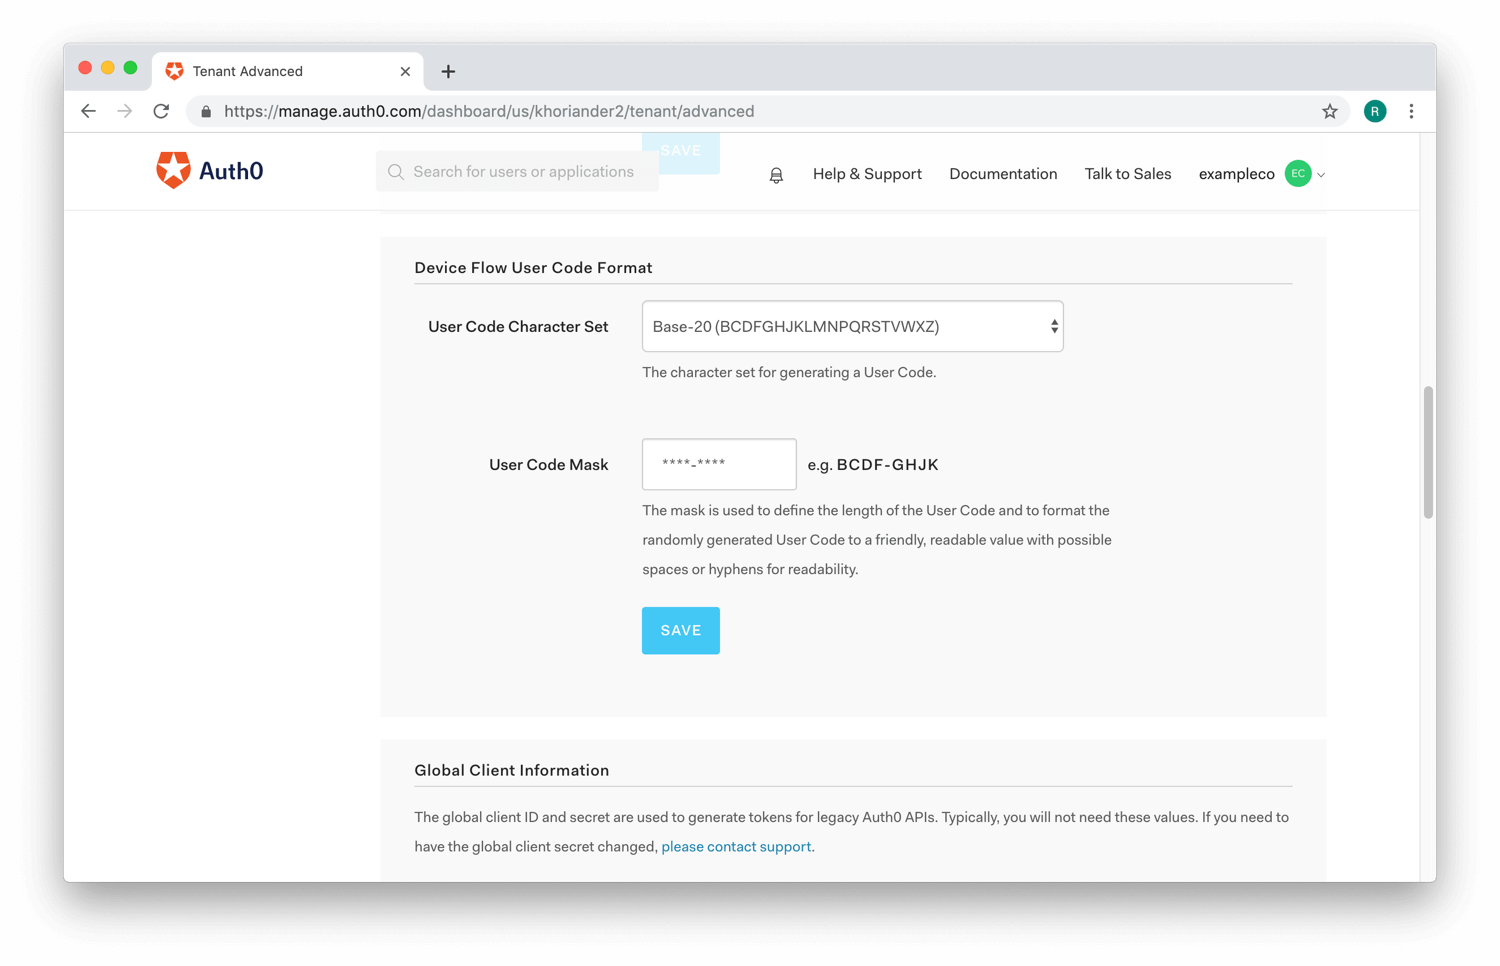 Tenant Advanced
https://manage.auth0.com/dashboard/us/khoriander2/tenant/advanced
R
Auth0
Search for users or applications
SAVE
Help & Support
Documentation
Talk to Sales
exampleco
EC
Device Flow User Code Format
User Code Character Set
Base-20 (BCDFGHJKLMNPQRSTVWXZ)
The character set for generating a User Code.
User Code Mask
****-****
e.g. BCDF-GHJK
The mask is used to define the length of the User Code and to format the
randomly generated User Code to a friendly, readable value with possible
spaces or hyphens for readability.
SAVE
Global Client Information
The global client ID and secret are used to generate tokens for legacy Auth0 APIs. Typically, you will not need these values. If you need to
have the global client secret changed, please contact support.